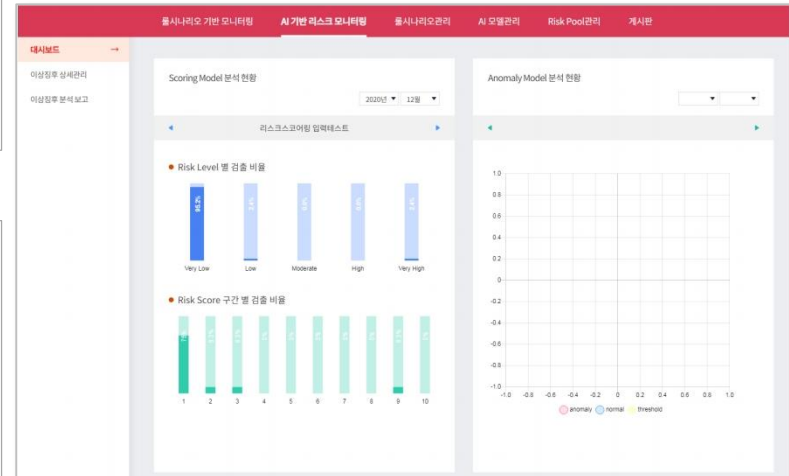 룰시나리오 기반 모니터링 AI 기반 리스크 모니터링 룰시나리오관리 AI 모델관리 Risk Pool관리 게시판
대시보드 →
이상징후 상세관리
이상징후 분석 보고
Scoring Model 분석 현황
2020년 12월
리스크스코어링 입력테스트
Risk Level 별 검출 비율
Very Low Low Moderate High Very High
Risk Score 구간 별 검출 비율
1 2 3 4 5 6 7 8 9 10
Anomaly Model 분석 현황
1.0
0.8
0.6
0.4
0.2
0
-0.2
-0.4
-0.6
-0.8
-1.0
-1.0 -0.8 -0.6 -0.4 -0.2 0 0.2 0.4 0.6 0.8 1.0
anomaly normal threshold